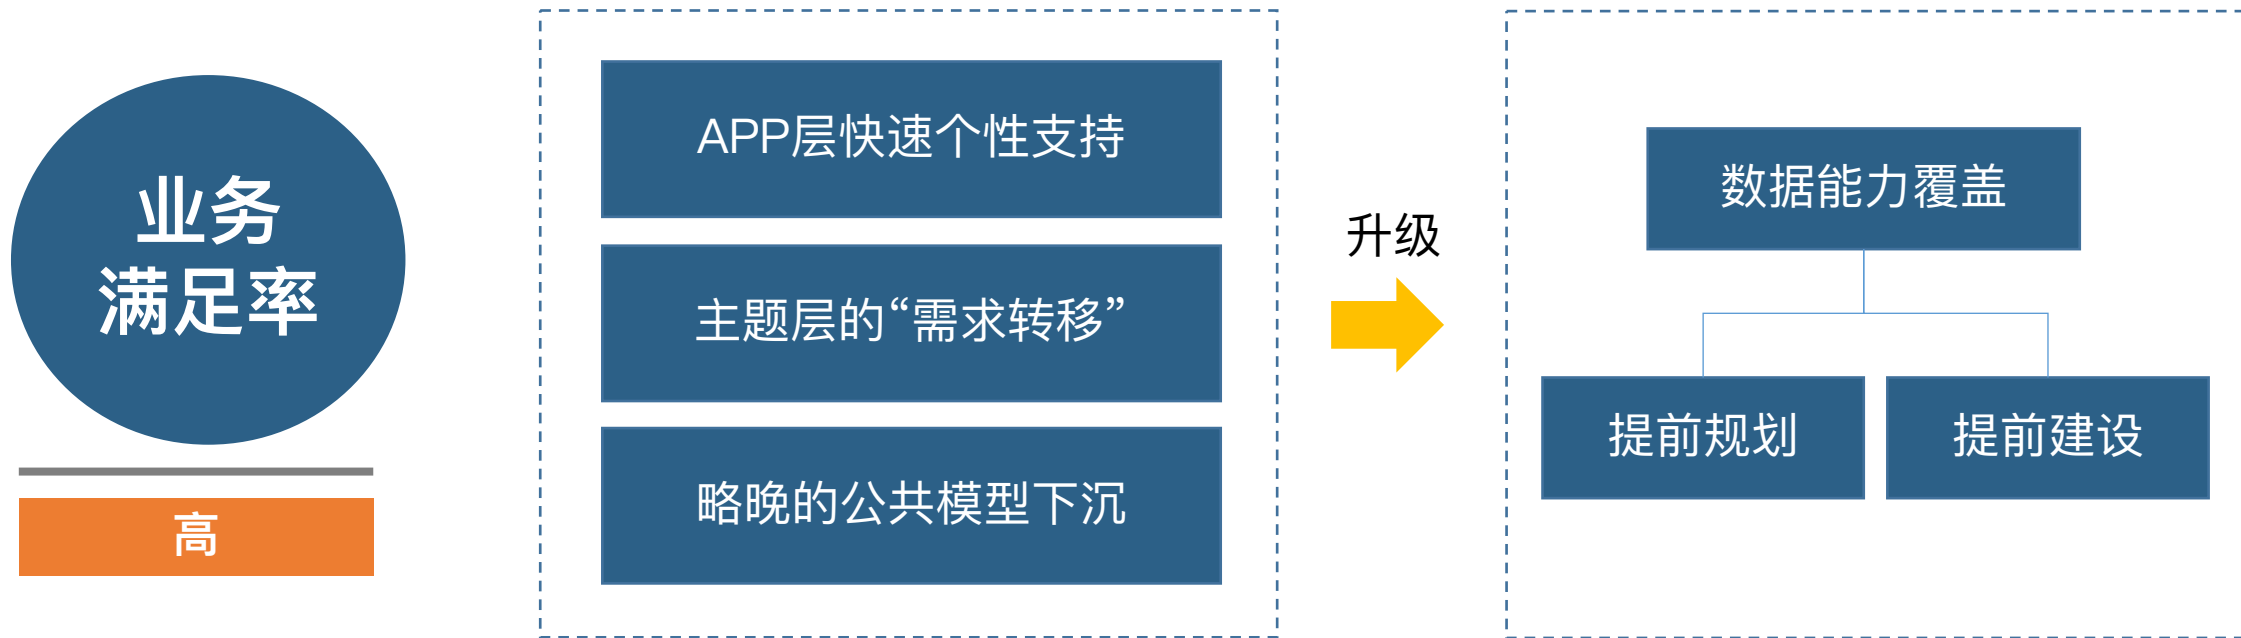 业务
满足率
高
APP层快速个性支持
主题层的“需求转移”
略晚的公共模型下沉
升级
数据能力覆盖
提前规划
提前建设